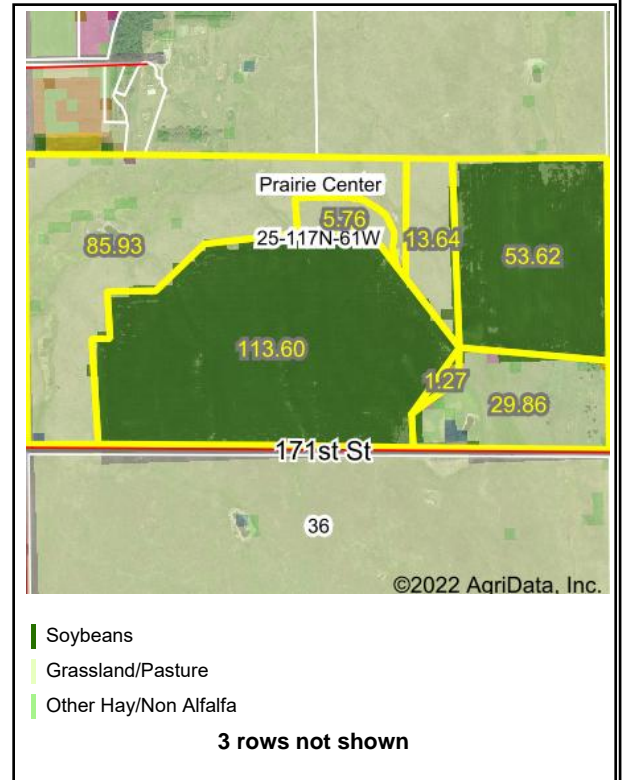 Prairie Center
5.76
25-117N-61W
85.93
13.64
53.62
113.60
1.27
29.86
171st St
36
©2022 AgriData, Inc.
Soybeans
Grassland/Pasture
Other Hay/Non Alfalfa
3 rows not shown